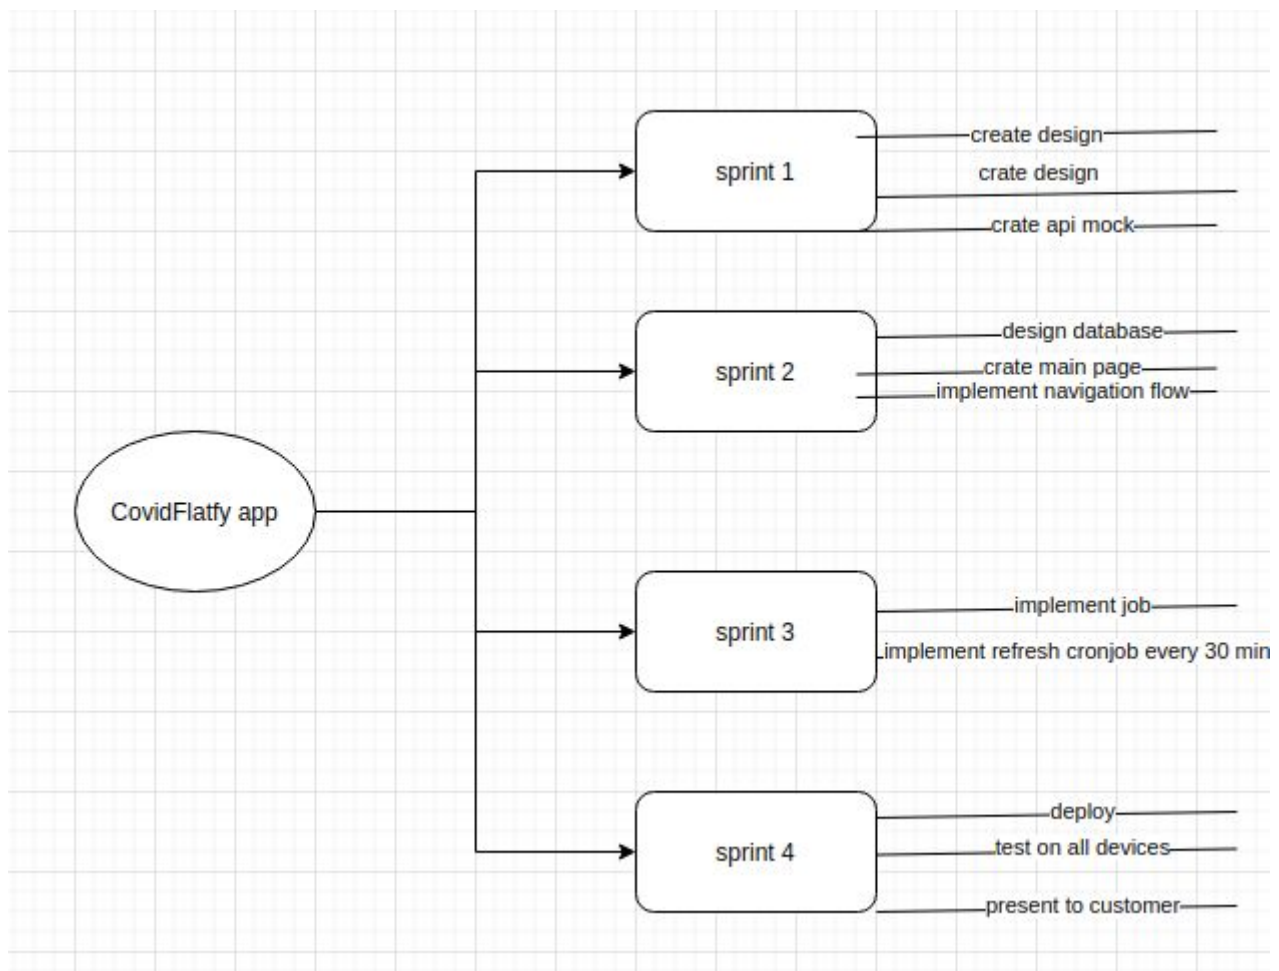 create design
sprint 1
crate design
crate api mock
design database
sprint 2
crate main page
implement navigation flow
CovidFlatfy app
implement job
sprint 3
implement refresh cronjob every 30 min
deploy
sprint 4
test on all devices
present to customer